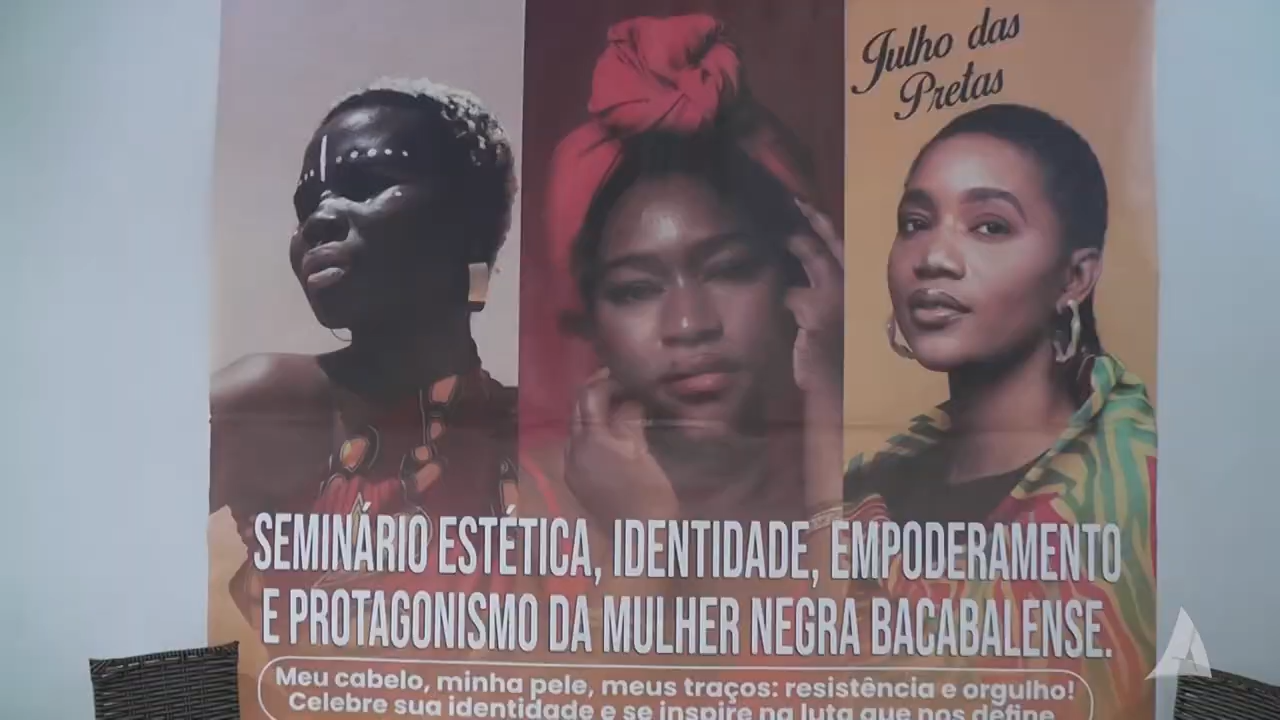 Julho das
Pretas
SEMINÁRIO ESTÉTICA, IDENTIDADE, EMPODERAMENTO
E PROTAGONISMO DA MULHER NEGRA BACABALENSE.
Meu cabelo, minha pele, meus traços: resistência e orgulho!
Celebre sua identidade e se inspire na luta que nos define